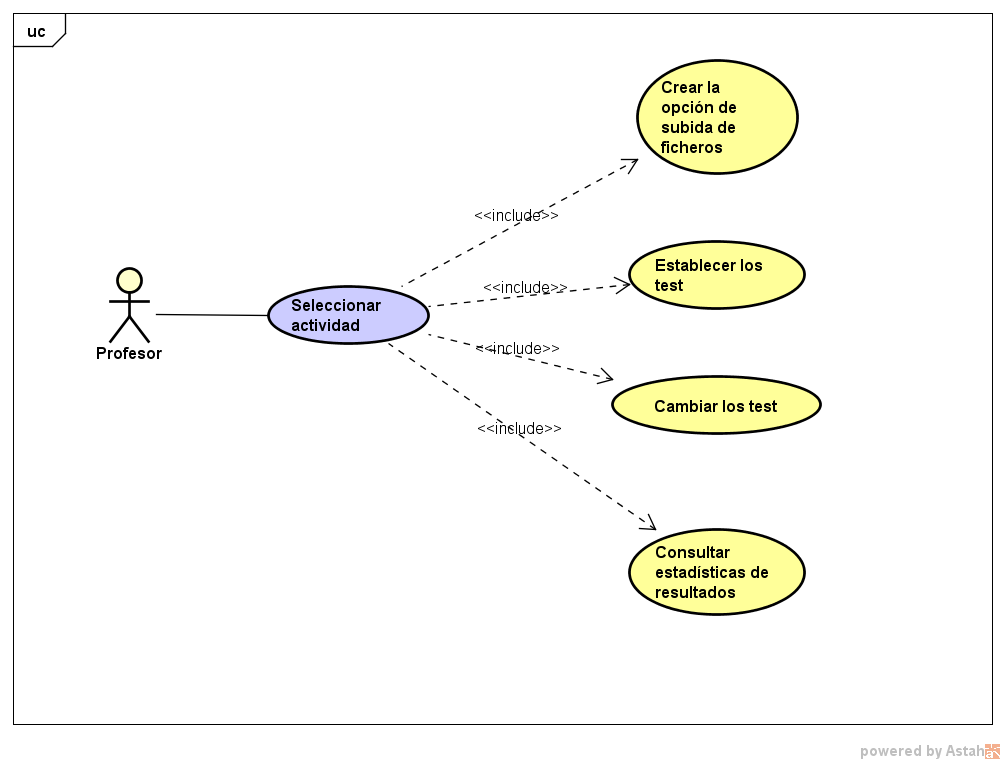 uc
Crear la
opción de
subida de
ficheros
<<include>>
Establecer los
test
<<include>>
Seleccionar
actividad
Profesor
<<include>>
Cambiar los test
<<include>>
Consultar
estadísticas de
resultados
powered by Astah